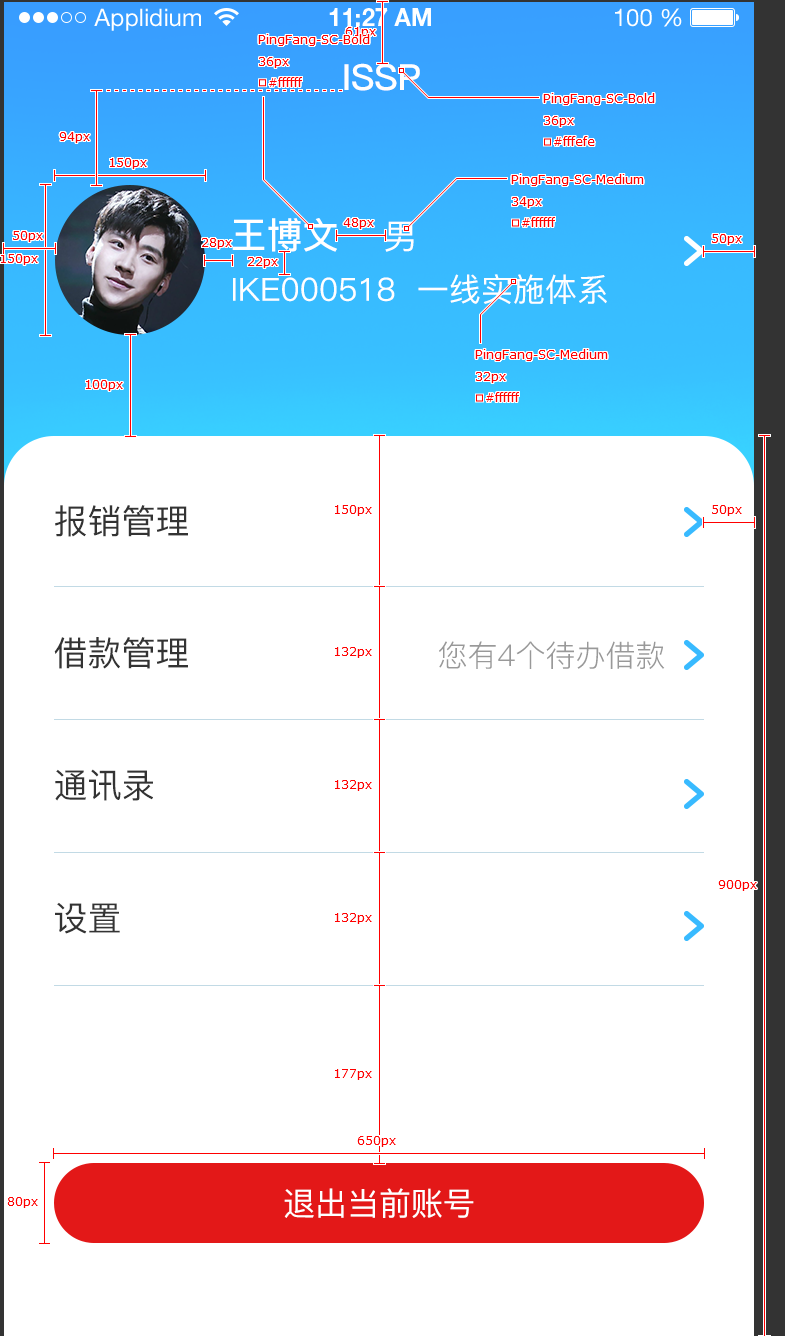 Applidium 11:27 AM 100 %
61px
PingFang-SC-Bold
36px
#ffffff
ISSP
PingFang-SC-Bold
36px
#fffefe
94px
150px
PingFang-SC-Medium
34px
#ffffff
50px
150px
28px
王博文
48px
男
22px
50px
IKE000518 一线实施体系
PingFang-SC-Medium
32px
#ffffff
100px
报销管理
150px
50px
借款管理
132px
您有4个待办借款
通讯录
132px
设置
132px
900px
177px
650px
80px
退出当前账号